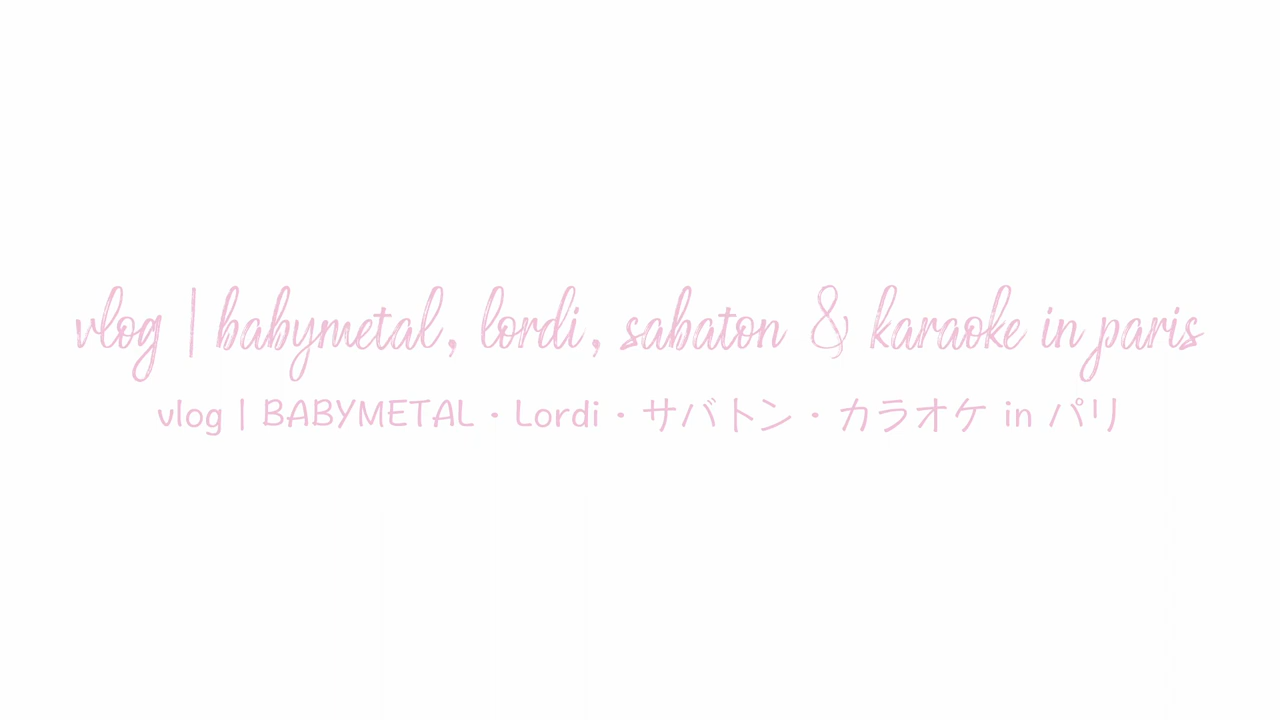 vlog | babymetal, lordi, sabaton & karaoke in paris
vlog | BABYMETAL・Lordi・サバトン・カラオケ in パリ